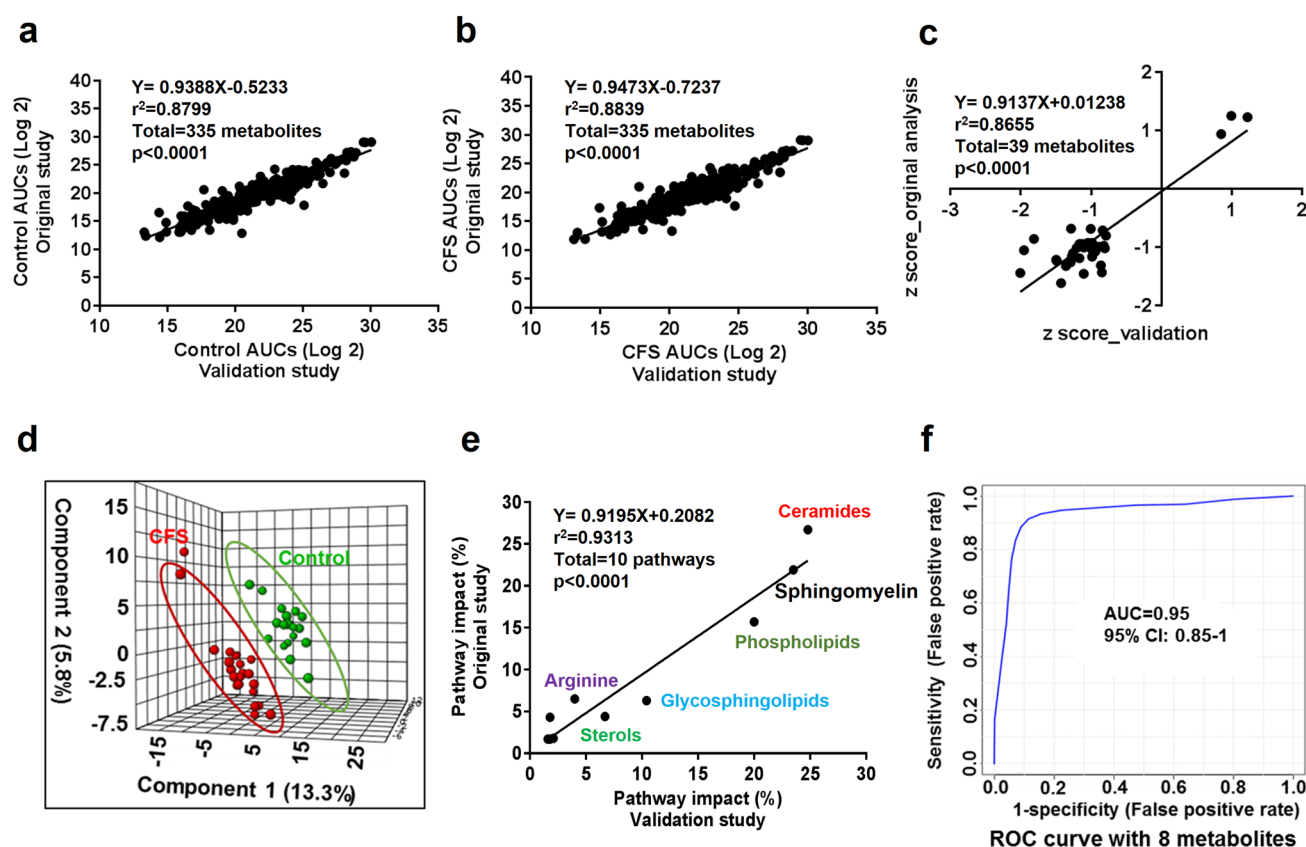 a
40
35
30
25
20
15
10
5
0
10
15
20
25
30
35
Y= 0.9388X-0.5233
r²=0.8799
Total=335 metabolites
p<0.0001
Control AUCs (Log 2)
Original study
Control AUCs (Log 2)
Validation study
b
40
35
30
25
20
15
10
5
0
10
15
20
25
30
35
Y= 0.9473X-0.7237
r²=0.8839
Total=335 metabolites
p<0.0001
CFS AUCs (Log 2)
Orignial study
CFS AUCs (Log 2)
Validation study
c
Y= 0.9137X+0.01238
r²=0.8655
Total=39 metabolites
p<0.0001
2
1
-1
-2
-3
-2
-1
1
2
z score_orginal analysis
z score_validation
d
CFS
Control
15
10
5
0
-2.5
-7.5
-15
-5
5
15
25
Component 2 (5.8%)
Component 1 (13.3%)
e
30
25
20
15
10
5
0
0
5
10
15
20
25
30
Y= 0.9195X+0.2082
r²=0.9313
Total=10 pathways
p<0.0001
Ceramides
Sphingomyelin
Phospholipids
Arginine
Glycosphingolipids
Sterols
Pathway impact (%)
Original study
Pathway impact (%)
Validation study
f
1.0
0.8
0.6
0.4
0.2
0.0
0.0
0.2
0.4
0.6
0.8
1.0
AUC=0.95
95% CI: 0.85-1
Sensitivity (False positive rate)
1-specificity (False positive rate)
ROC curve with 8 metabolites